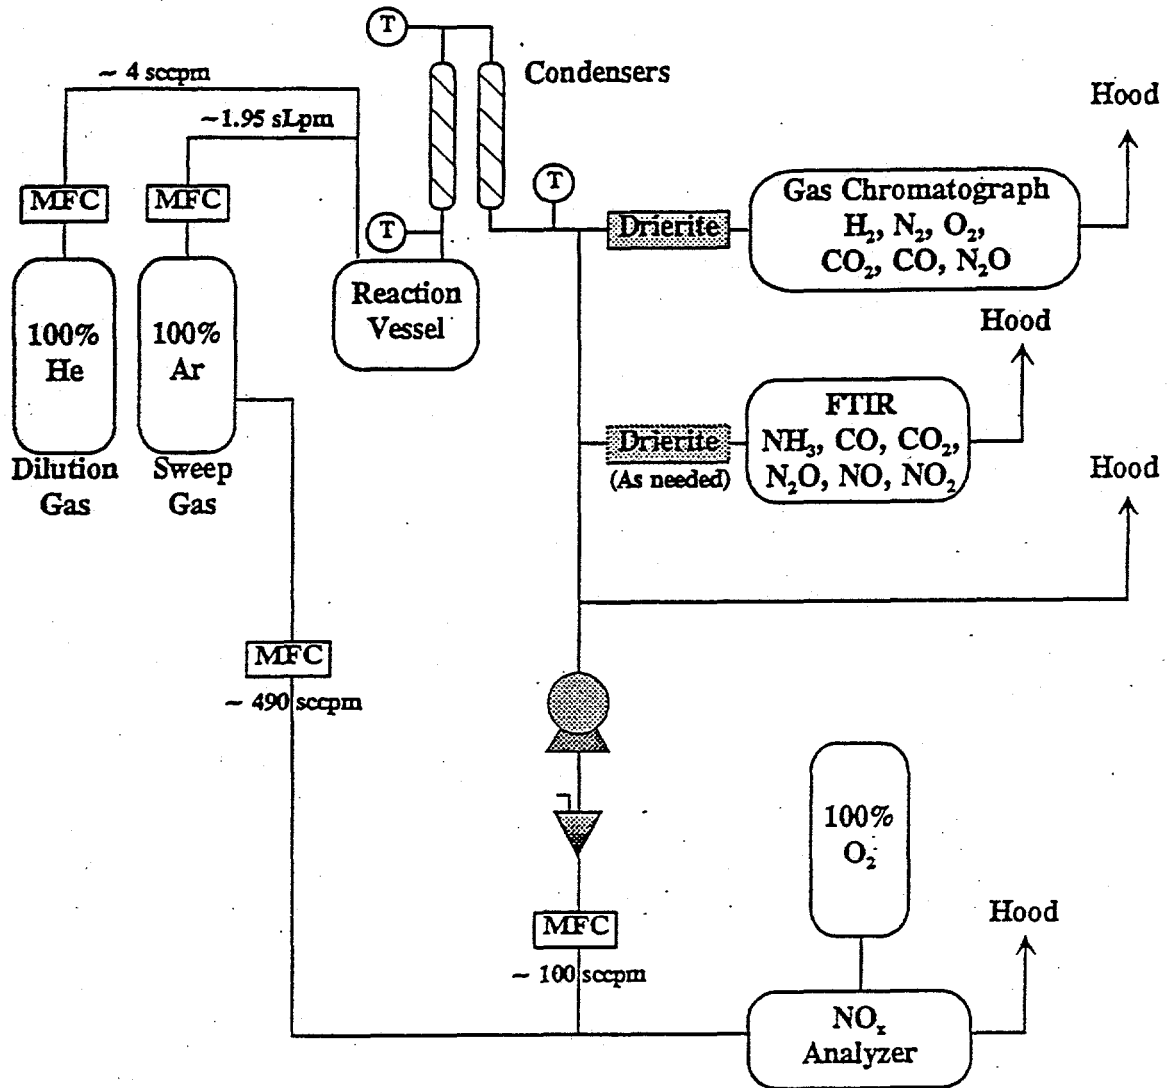 T
~ 4 sccpm
Condensers
~1.95 sLpm
Hood
MFC
MFC
T
Gas Chromatograph
H₂, N₂, O₂,
CO₂, CO, N₂O
Drierite
T
100%
He
100%
Ar
Reaction
Vessel
Hood
FTIR
NH₃, CO, CO₂,
N₂O, NO, NO₂
Drierite
(As needed)
Dilution
Gas
Sweep
Gas
Hood
MFC
~ 490 sccpm
100%
O₂
MFC
~ 100 sccpm
Hood
NOₓ
Analyzer